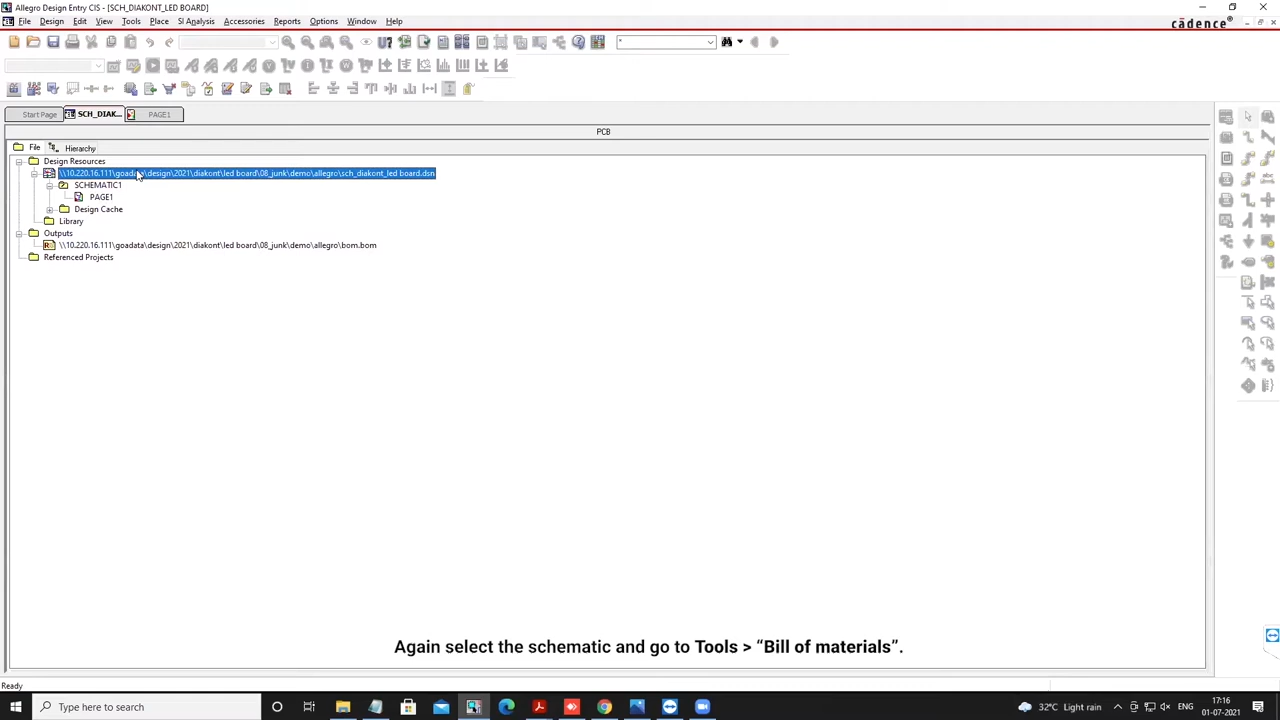 Allegro Design Entry CIS - [SCH_DIAKONT_LED BOARD]
File Design Edit View Tools Place SI Analysis Accessories Reports Options Window Help
cādence®
*
Start Page SCH_DIAK... PAGE1
PCB
File Hierarchy
Design Resources
\\10.220.16.111\goadata\design\2021\diakont\led board\08_junk\demo\allegro\sch_diakont_led board.dsn
SCHEMATIC1
PAGE1
Design Cache
Library
Outputs
\\10.220.16.111\goadata\design\2021\diakont\led board\08_junk\demo\allegro\bom.bom
Referenced Projects
Again select the schematic and go to Tools > “Bill of materials”.
Ready
Type here to search
32°C Light rain
ENG
17:16
01-07-2021